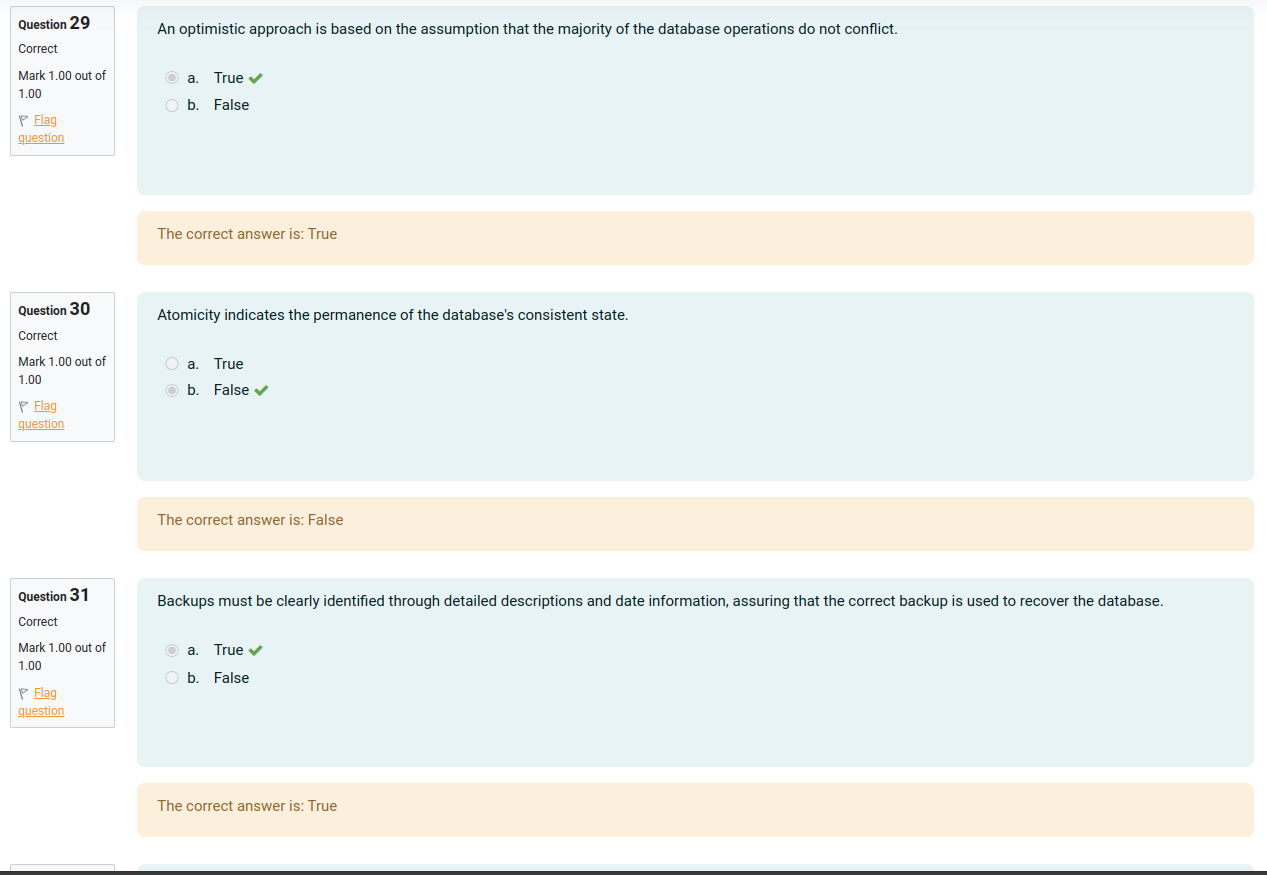 Question 29
Correct
Mark 1.00 out of
1.00
Flag
question
An optimistic approach is based on the assumption that the majority of the database operations do not conflict.
a. True
b. False
The correct answer is: True
Question 30
Correct
Mark 1.00 out of
1.00
Flag
question
Atomicity indicates the permanence of the database's consistent state.
a. True
b. False
The correct answer is: False
Question 31
Correct
Mark 1.00 out of
1.00
Flag
question
Backups must be clearly identified through detailed descriptions and date information, assuring that the correct backup is used to recover the database.
a. True
b. False
The correct answer is: True